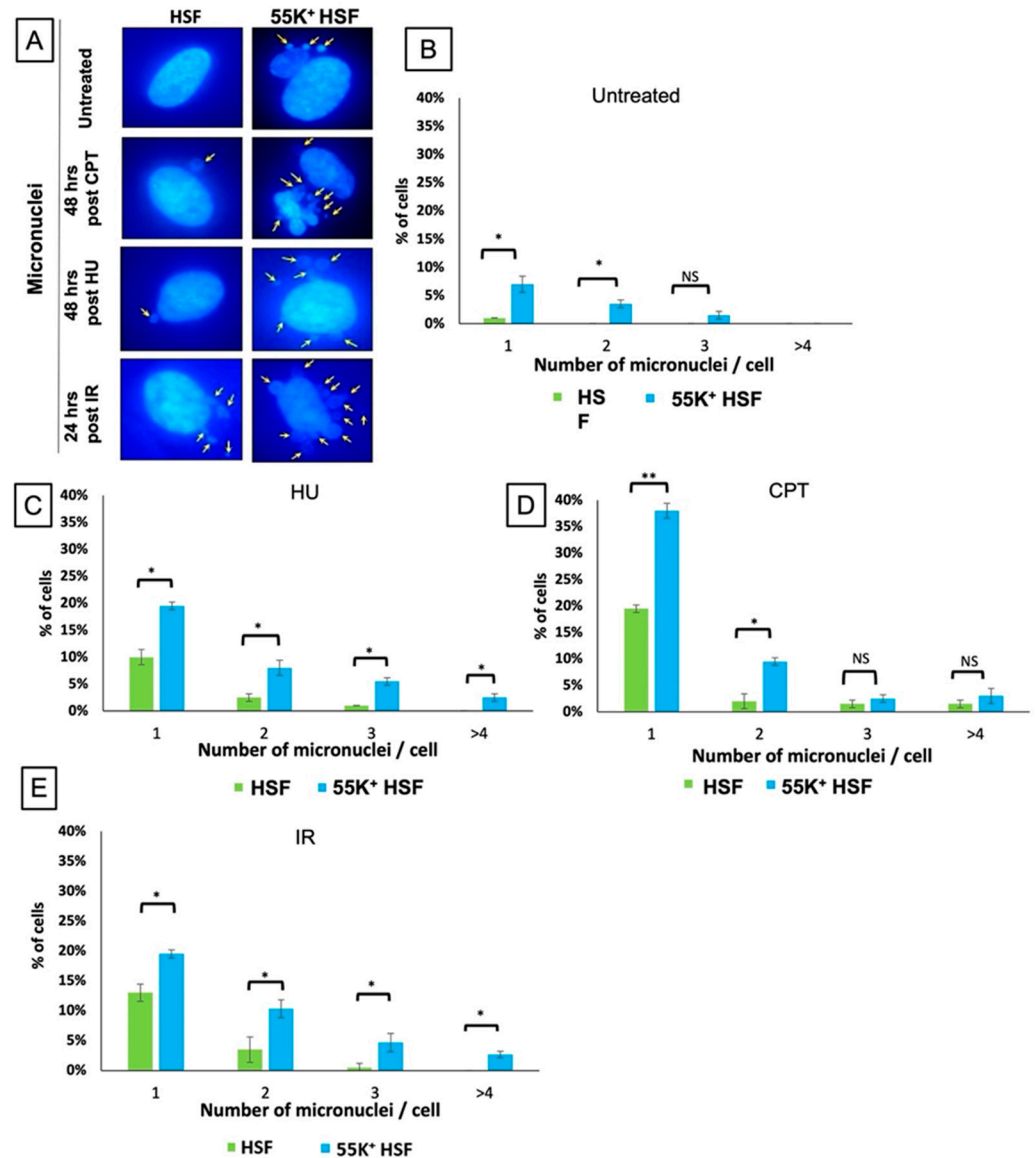 A
HSF
55K⁺ HSF
Micronuclei
Untreated
48 hrs
post CPT
48 hrs
post HU
24 hrs
post IR
B
Untreated
40%
35%
30%
25%
20%
15%
10%
5%
0%
% of cells
*
*
NS
1
2
3
>4
Number of micronuclei / cell
HS
F
55K⁺ HSF
C
HU
40%
35%
30%
25%
20%
15%
10%
5%
0%
% of cells
*
*
*
*
1
2
3
>4
Number of micronuclei / cell
HSF
55K⁺ HSF
D
CPT
40%
35%
30%
25%
20%
15%
10%
5%
0%
% of cells
**
*
NS
NS
1
2
3
>4
Number of micronuclei / cell
HSF
55K⁺ HSF
E
IR
40%
35%
30%
25%
20%
15%
10%
5%
0%
% of cells
*
*
*
*
1
2
3
>4
Number of micronuclei / cell
HSF
55K⁺ HSF